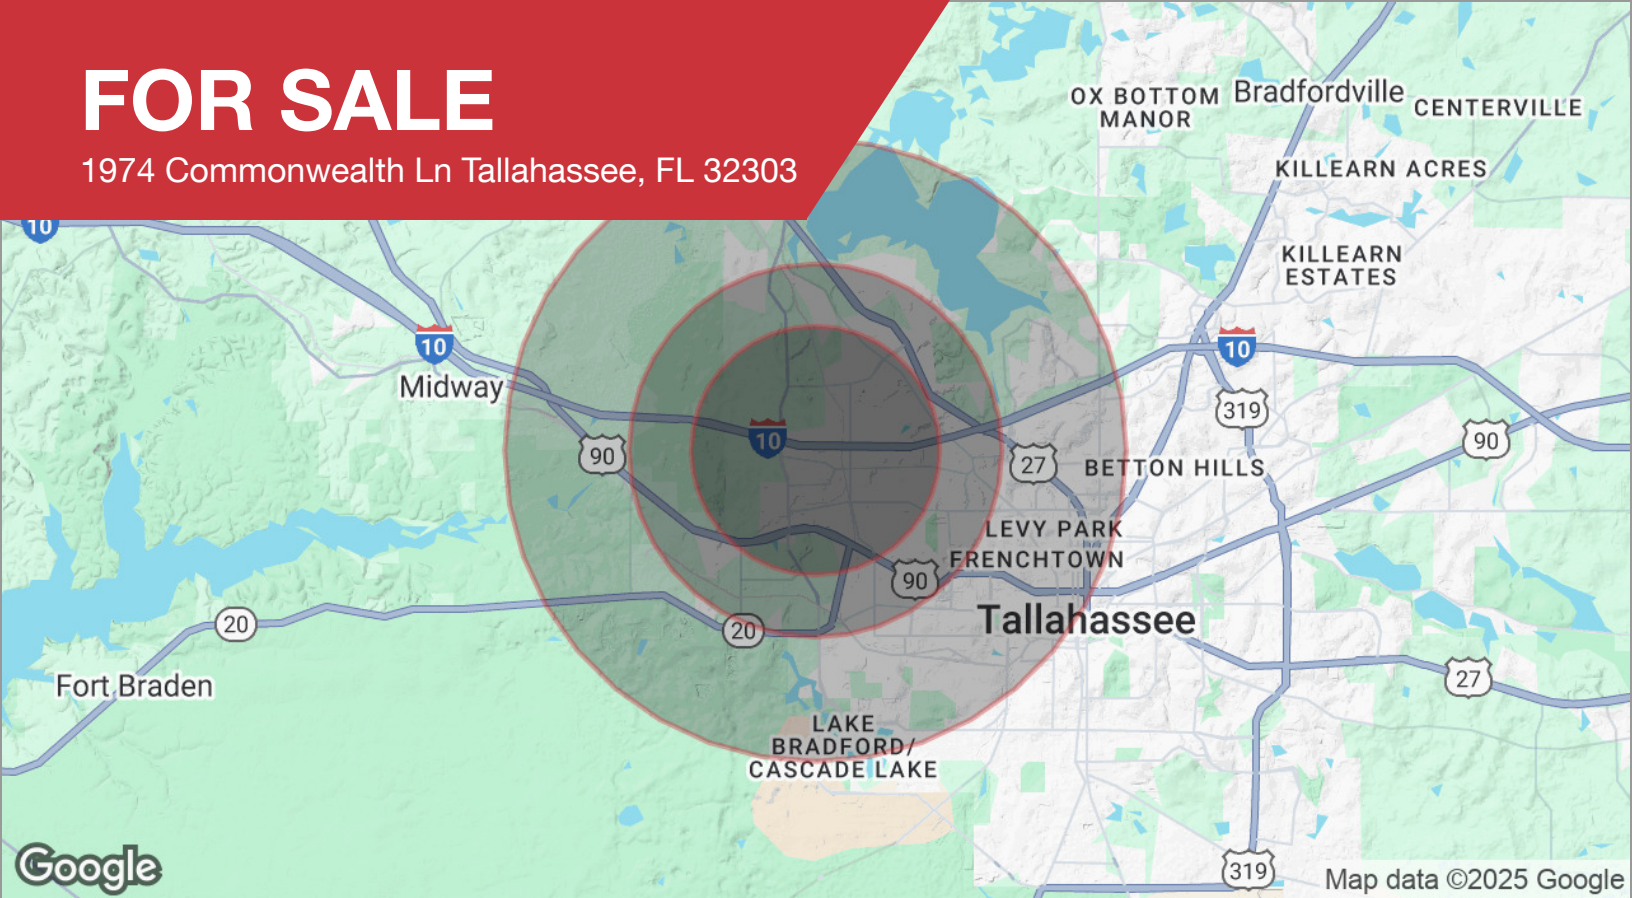 FOR SALE
1974 Commonwealth Ln Tallahassee, FL 32303
OX BOTTOM
MANOR
Bradfordville
CENTERVILLE
KILLEARN ACRES
10
KILLEARN
ESTATES
10
10
Midway
319
10
90
90
27
BETTON HILLS
LEVY PARK
FRENCHTOWN
90
Tallahassee
20
20
27
Fort Braden
LAKE
BRADFORD/
CASCADE LAKE
319
Google
Map data ©2025 Google